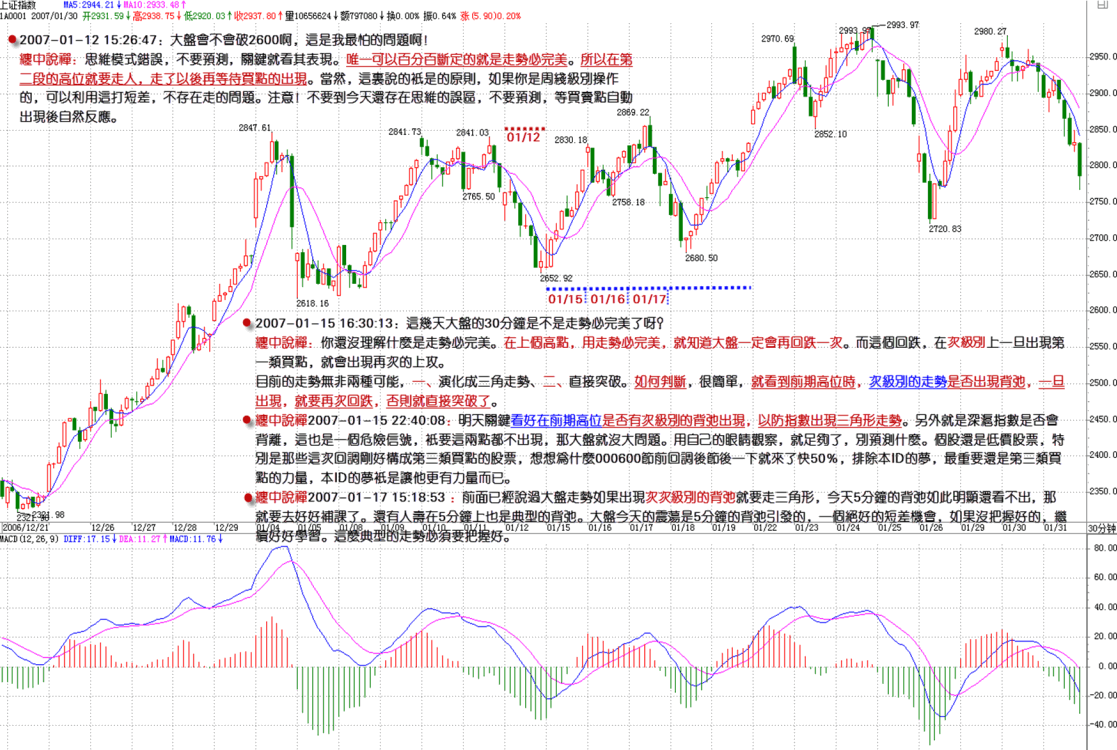 上证指数 MA5:2944.21↓MA10:2933.48↑
1A0001 2007/01/30 开2931.59↓高2938.75↓低2920.03↑收2937.80↑量10656624↓额797080↓换0.00% 振0.64% 涨(5.90)0.20%
2007-01-12 15:26:47：大盤會不會破2600啊，這是我最怕的問題啊！
纏中說禪：思維模式錯誤，不要預測，關鍵就看其表現。唯一可以百分百斷定的就是走勢必完美。所以在第
二段的高位就要走人，走了以後再等待買點的出現。當然，這裏說的衹是的原則，如果你是周綫級別操作
的，可以利用這打短差，不存在走的問題。注意！不要到今天還存在思維的誤區，不要預測，等買賣點自動
出現後自然反應。
2847.61
2841.73
2841.03
01/12
2765.50
2830.18
2869.22
2758.18
2970.69
2993.97
2993.97
2852.10
2980.27
2720.83
2680.50
2652.92
2618.16
01/15 01/16 01/17
2007-01-15 16:30:13：這幾天大盤的30分鐘是不是走勢必完美了呀？
纏中說禪：你還沒理解什麼是走勢必完美。在上個高點，用走勢必完美，就知道大盤一定會再回跌一次。而這個回跌，在次級別上一旦出現第
一類買點，就會出現再次的上攻。
目前的走勢無非兩種可能，一、演化成三角走勢、二、直接突破。如何判斷，很簡單，就看到前期高位時，次級別的走勢是否出現背弛，一旦
出現，就要再次回跌，否則就直接突破了。
纏中說禪2007-01-15 22:40:08：明天關鍵看好在前期高位是否有次級別的背弛出現，以防指數出現三角形走勢。另外就是深滬指數是否會
背離，這也是一個危險信號，衹要這兩點都不出現，那大盤就沒大問題。用自己的眼睛觀察，就足夠了，別預測什麼。個股還是低價股票，特
別是那些這次回調剛好構成第三類買點的股票，想想爲什麼000600節前回調後節後一下就來了快50%，排除本ID的夢，最重要還是第三類買
點的力量，本ID的夢衹是讓他更有力量而已。
纏中說禪2007-01-17 15:18:53 ：前面已經說過大盤走勢如果出現次次級別的背弛就要走三角形，今天5分鐘的背弛如此明顯還看不出，那
就要去好好補課了。還有人壽在5分鐘上也是典型的背弛。大盤今天的震蕩是5分鐘的背弛引發的，一個絕好的短差機會，如果沒把握好的，繼
續好好學習。這麼典型的走勢必須要把握好。
2950.0
2900.0
2850.0
2800.0
2750.0
2700.0
2650.0
2600.0
2550.0
2500.0
2450.0
2400.0
2350.0
2006/12/21 12/26 12/27 12/28 12/29 01/04 01/05 01/08 01/09 01/10 01/11 01/12 01/15 01/16 01/17 01/18 01/19 01/22 01/23 01/24 01/25 01/26 01/29 01/30 01/31 30分钟
MACD(12,26,9) DIFF:17.15↓DEA:11.27↑MACD:11.76↓
80.00
60.00
40.00
20.00
0.00
-20.00
-40.00